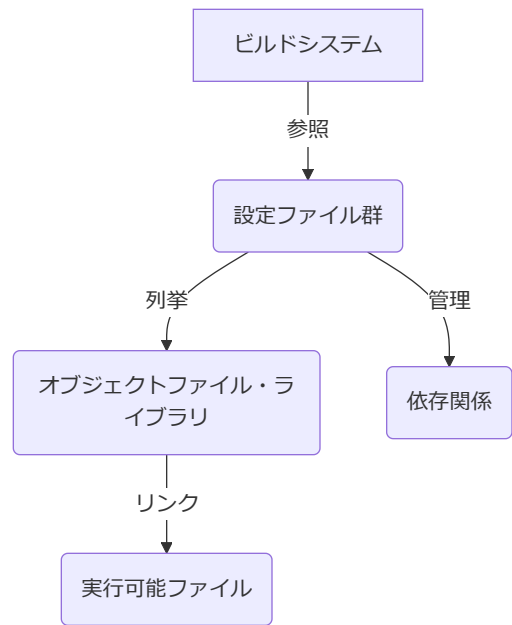 ビルドシステム
参照
設定ファイル群
列挙
管理
オブジェクトファイル・ラ
イブラリ
依存関係
リンク
実行可能ファイル